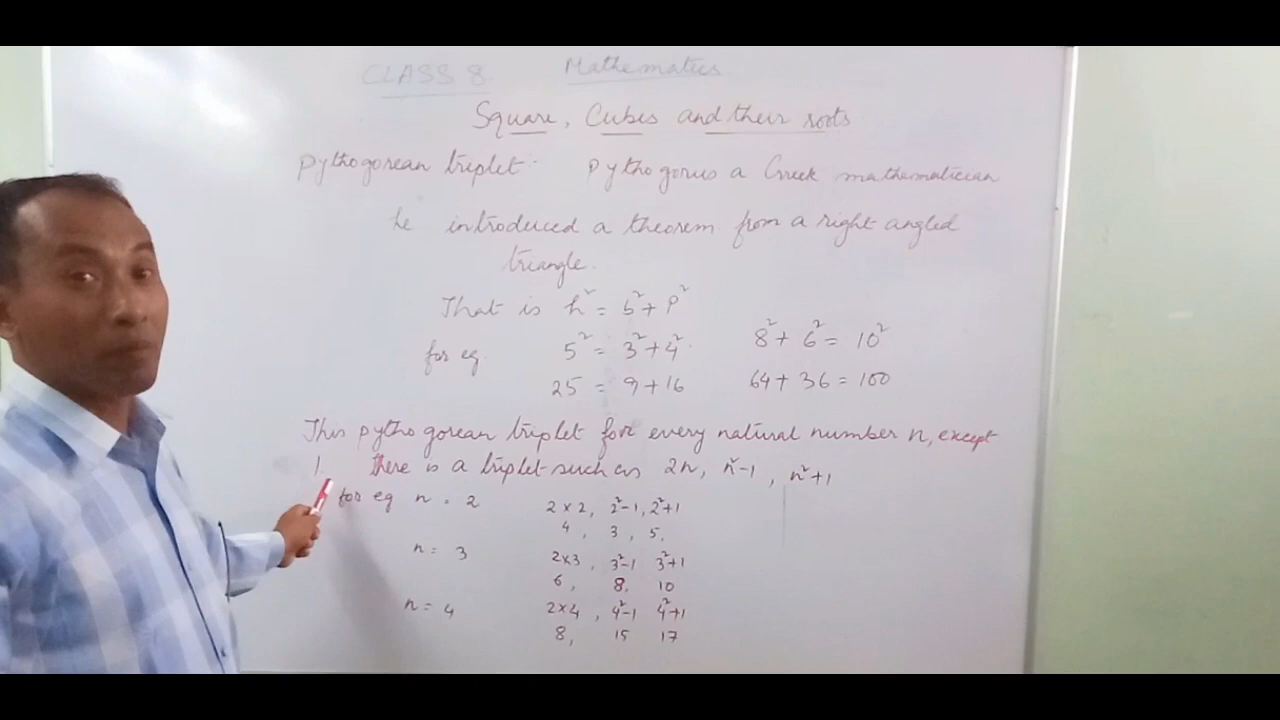 CLASS 8 Mathematics
Square, Cubes and their roots
Pythogorean triplet - Pythogorus a Greek mathematician
he introduced a theorem from a right angled
triangle.
That is h² = b² + p²
for eg 5² = 3² + 4² 8² + 6² = 10²
25 = 9 + 16 64 + 36 = 100
This pythogorean triplet for every natural number n, except
1. there is a triplet such as 2n, n²-1, n²+1
for eg n = 2 2×2, 2²-1, 2²+1
4, 3, 5.
n = 3 2×3, 3²-1 3²+1
6, 8, 10
n = 4 2×4, 4²-1 4²+1
8, 15 17